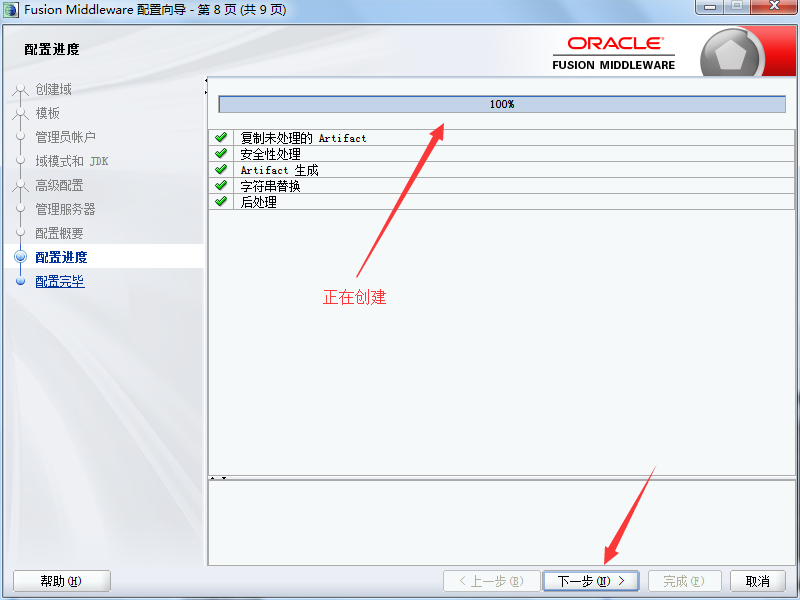 Fusion Middleware 配置向导 - 第 8 页 (共 9 页)
配置进度
ORACLE
FUSION MIDDLEWARE
创建域
模板
管理员帐户
域模式和 JDK
高级配置
管理服务器
配置概要
配置进度
配置完毕
100%
复制未处理的 Artifact
安全性处理
Artifact 生成
字符串替换
后处理
正在创建
帮助(H)
< 上一步(B)
下一步(N) >
完成(F)
取消